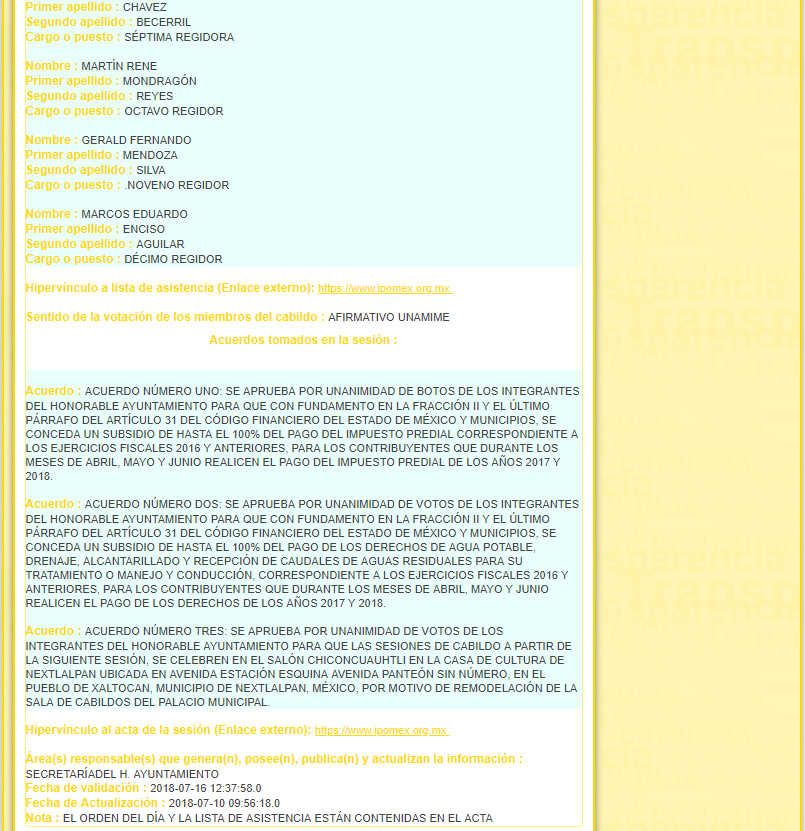 Primer apellido : CHAVEZ
Segundo apellido : BECERRIL
Cargo o puesto : SÉPTIMA REGIDORA
Nombre : MARTÍN RENE
Primer apellido : MONDRAGÓN
Segundo apellido : REYES
Cargo o puesto : OCTAVO REGIDOR
Nombre : GERALD FERNANDO
Primer apellido : MENDOZA
Segundo apellido : SILVA
Cargo o puesto : .NOVENO REGIDOR
Nombre : MARCOS EDUARDO
Primer apellido : ENCISO
Segundo apellido : AGUILAR
Cargo o puesto : DÉCIMO REGIDOR
Hipervínculo a lista de asistencia (Enlace externo): https://www.ipomex.org.mx
Sentido de la votación de los miembros del cabildo : AFIRMATIVO UNAMIME
Acuerdos tomados en la sesión :
Acuerdo : ACUERDO NÚMERO UNO: SE APRUEBA POR UNANIMIDAD DE BOTOS DE LOS INTEGRANTES
DEL HONORABLE AYUNTAMIENTO PARA QUE CON FUNDAMENTO EN LA FRACCIÓN II Y EL ÚLTIMO
PÁRRAFO DEL ARTÍCULO 31 DEL CÓDIGO FINANCIERO DEL ESTADO DE MÉXICO Y MUNICIPIOS, SE
CONCEDA UN SUBSIDIO DE HASTA EL 100% DEL PAGO DEL IMPUESTO PREDIAL CORRESPONDIENTE A
LOS EJERCICIOS FISCALES 2016 Y ANTERIORES, PARA LOS CONTRIBUYENTES QUE DURANTE LOS
MESES DE ABRIL, MAYO Y JUNIO REALICEN EL PAGO DEL IMPUESTO PREDIAL DE LOS AÑOS 2017 Y
2018.
Acuerdo : ACUERDO NÚMERO DOS: SE APRUEBA POR UNANIMIDAD DE VOTOS DE LOS INTEGRANTES
DEL HONORABLE AYUNTAMIENTO PARA QUE CON FUNDAMENTO EN LA FRACCIÓN II Y EL ÚLTIMO
PÁRRAFO DEL ARTÍCULO 31 DEL CÓDIGO FINANCIERO DEL ESTADO DE MÉXICO Y MUNICIPIOS, SE
CONCEDA UN SUBSIDIO DE HASTA EL 100% DEL PAGO DE LOS DERECHOS DE AGUA POTABLE,
DRENAJE, ALCANTARILLADO Y RECEPCIÓN DE CAUDALES DE AGUAS RESIDUALES PARA SU
TRATAMIENTO O MANEJO Y CONDUCCIÓN, CORRESPONDIENTE A LOS EJERCICIOS FISCALES 2016 Y
ANTERIORES, PARA LOS CONTRIBUYENTES QUE DURANTE LOS MESES DE ABRIL, MAYO Y JUNIO
REALICEN EL PAGO DE LOS DERECHOS DE LOS AÑOS 2017 Y 2018.
Acuerdo : ACUERDO NÚMERO TRES: SE APRUEBA POR UNANIMIDAD DE VOTOS DE LOS
INTEGRANTES DEL HONORABLE AYUNTAMIENTO PARA QUE LAS SESIONES DE CABILDO A PARTIR DE
LA SIGUIENTE SESIÓN, SE CELEBREN EN EL SALÓN CHICONCUAUHTLI EN LA CASA DE CULTURA DE
NEXTLALPAN UBICADA EN AVENIDA ESTACIÓN ESQUINA AVENIDA PANTEÓN SIN NÚMERO, EN EL
PUEBLO DE XALTOCAN, MUNICIPIO DE NEXTLALPAN, MÉXICO, POR MOTIVO DE REMODELACIÓN DE LA
SALA DE CABILDOS DEL PALACIO MUNICIPAL.
Hipervínculo al acta de la sesión (Enlace externo): https://www.ipomex.org.mx
Área(s) responsable(s) que genera(n), posee(n), publica(n) y actualizan la información :
SECRETARÍADEL H. AYUNTAMIENTO
Fecha de validación : 2018-07-16 12:37:58.0
Fecha de Actualización : 2018-07-10 09:56:18.0
Nota : EL ORDEN DEL DÍA Y LA LISTA DE ASISTENCIA ESTÁN CONTENIDAS EN EL ACTA